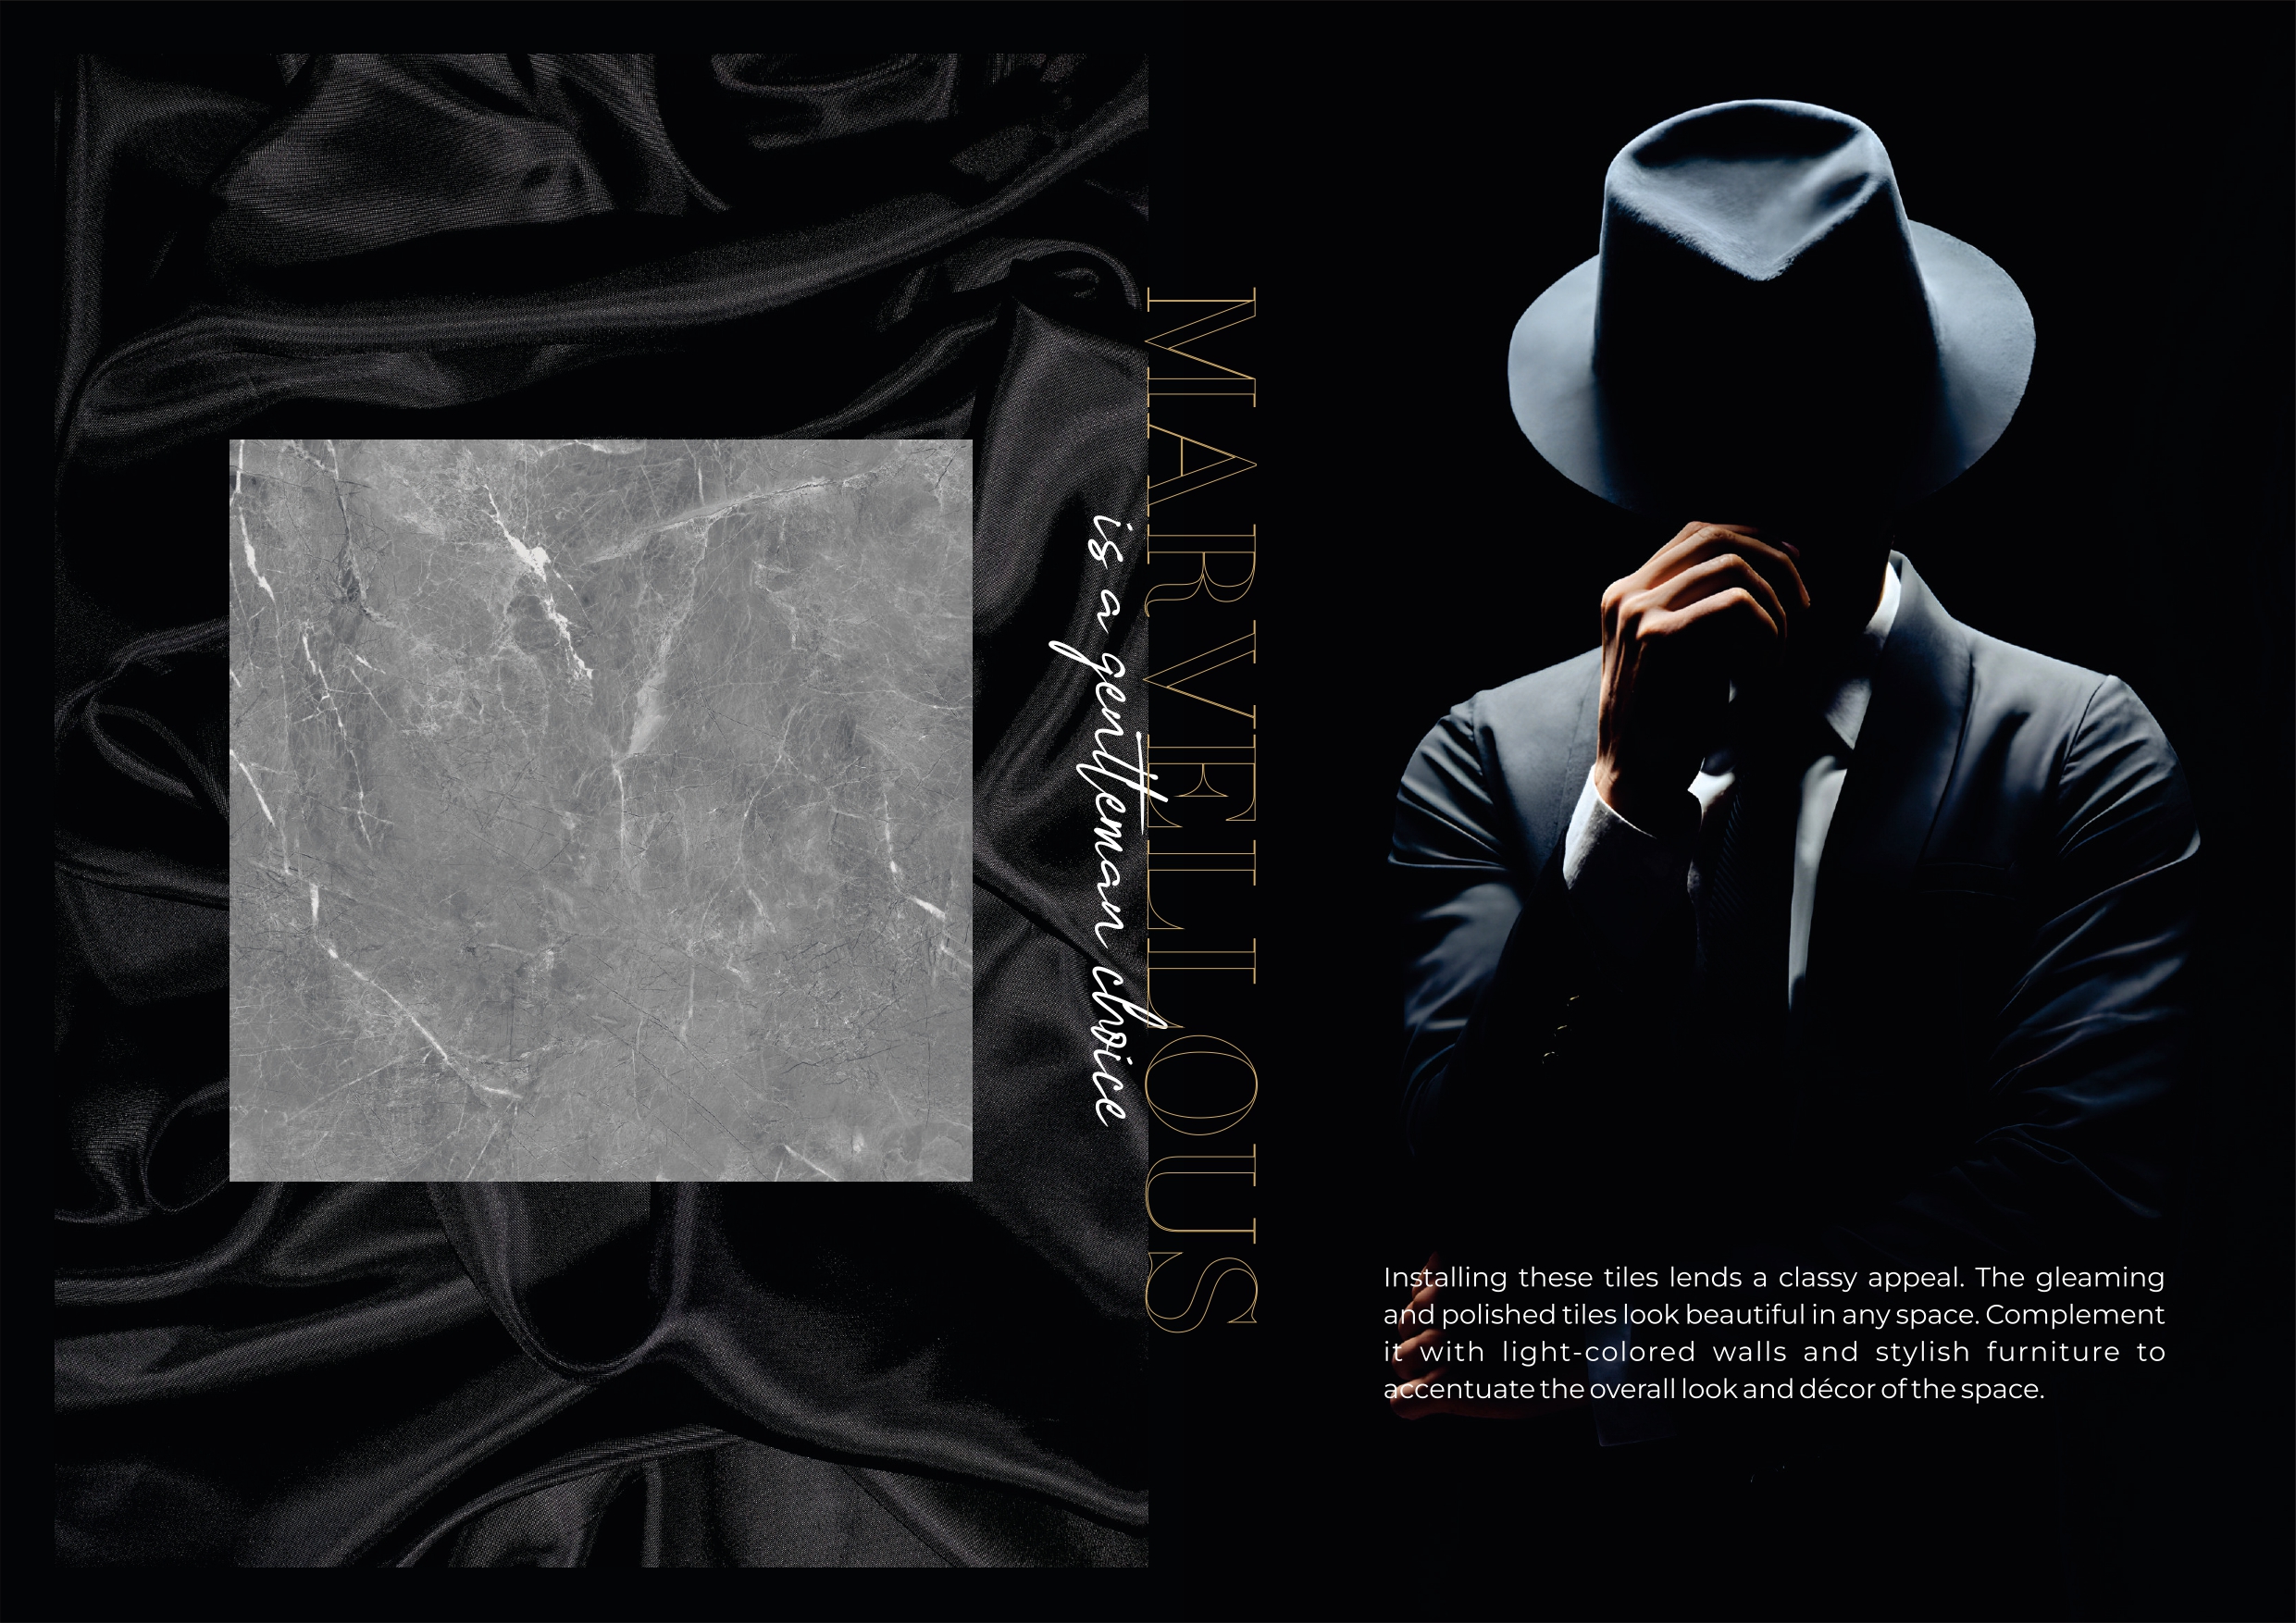 MARVELLOUS
is a gentleman choice
Installing these tiles lends a classy appeal. The gleaming
and polished tiles look beautiful in any space. Complement
it with light-colored walls and stylish furniture to
accentuate the overall look and décor of the space.